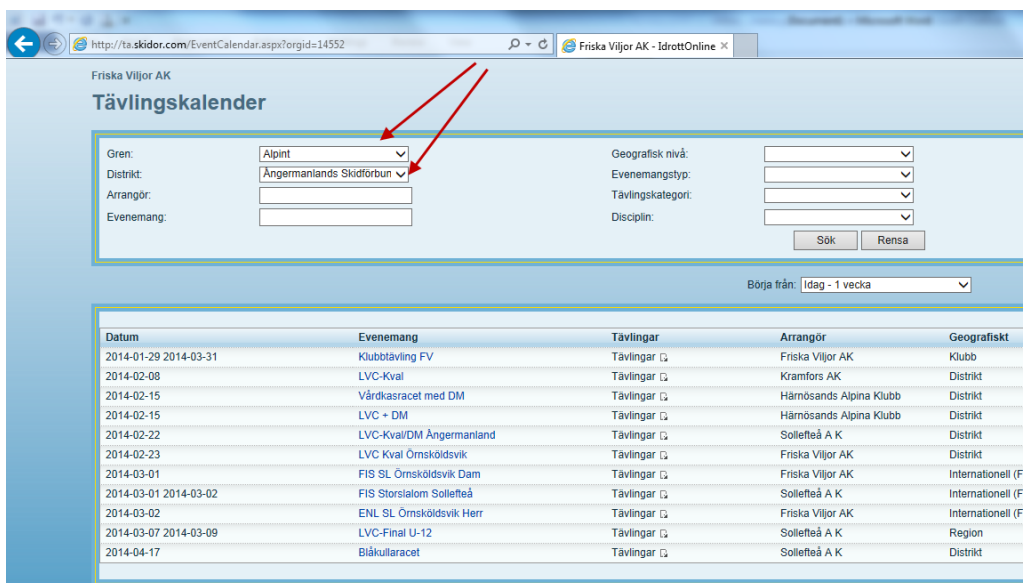 http://ta.skidor.com/EventCalendar.aspx?orgid=14552 Friska Viljor AK - IdrottOnline
Friska Viljor AK
Tävlingskalender
Gren: Alpint Geografisk nivå:
Distrikt: Ångermanlands Skidförbun Evenemangstyp:
Arrangör: Tävlingskategori:
Evenemang: Disciplin:
Sök Rensa
Börja från: Idag - 1 vecka
Datum Evenemang Tävlingar Arrangör Geografiskt
2014-01-29 2014-03-31 Klubbtävling FV Tävlingar Friska Viljor AK Klubb
2014-02-08 LVC-Kval Tävlingar Kramfors AK Distrikt
2014-02-15 Vårdkasracet med DM Tävlingar Härnösands Alpina Klubb Distrikt
2014-02-15 LVC + DM Tävlingar Härnösands Alpina Klubb Distrikt
2014-02-22 LVC-Kval/DM Ångermanland Tävlingar Sollefteå A K Distrikt
2014-02-23 LVC Kval Örnsköldsvik Tävlingar Friska Viljor AK Distrikt
2014-03-01 FIS SL Örnsköldsvik Dam Tävlingar Friska Viljor AK Internationell (F
2014-03-01 2014-03-02 FIS Storslalom Sollefteå Tävlingar Sollefteå A K Internationell (F
2014-03-02 ENL SL Örnsköldsvik Herr Tävlingar Friska Viljor AK Internationell (F
2014-03-07 2014-03-09 LVC-Final U-12 Tävlingar Sollefteå A K Region
2014-04-17 Blåkullaracet Tävlingar Sollefteå A K Distrikt